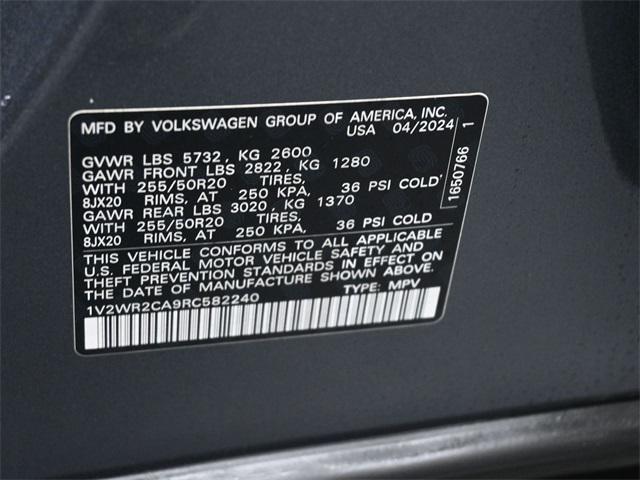 MFD BY VOLKSWAGEN GROUP OF AMERICA, INC.
USA 04/2024
GVWR LBS 5732, KG 2600
GAWR FRONT LBS 2822, KG 1280
WITH 255/50R20 TIRES,
8JX20 RIMS, AT 250 KPA, 36 PSI COLD
GAWR REAR LBS 3020, KG 1370
WITH 255/50R20 TIRES,
8JX20 RIMS, AT 250 KPA, 36 PSI COLD
THIS VEHICLE CONFORMS TO ALL APPLICABLE
U.S. FEDERAL MOTOR VEHICLE SAFETY AND
THEFT PREVENTION STANDARDS IN EFFECT ON
THE DATE OF MANUFACTURE SHOWN ABOVE.
1V2WR2CA9RC582240 TYPE: MPV
1650766 1